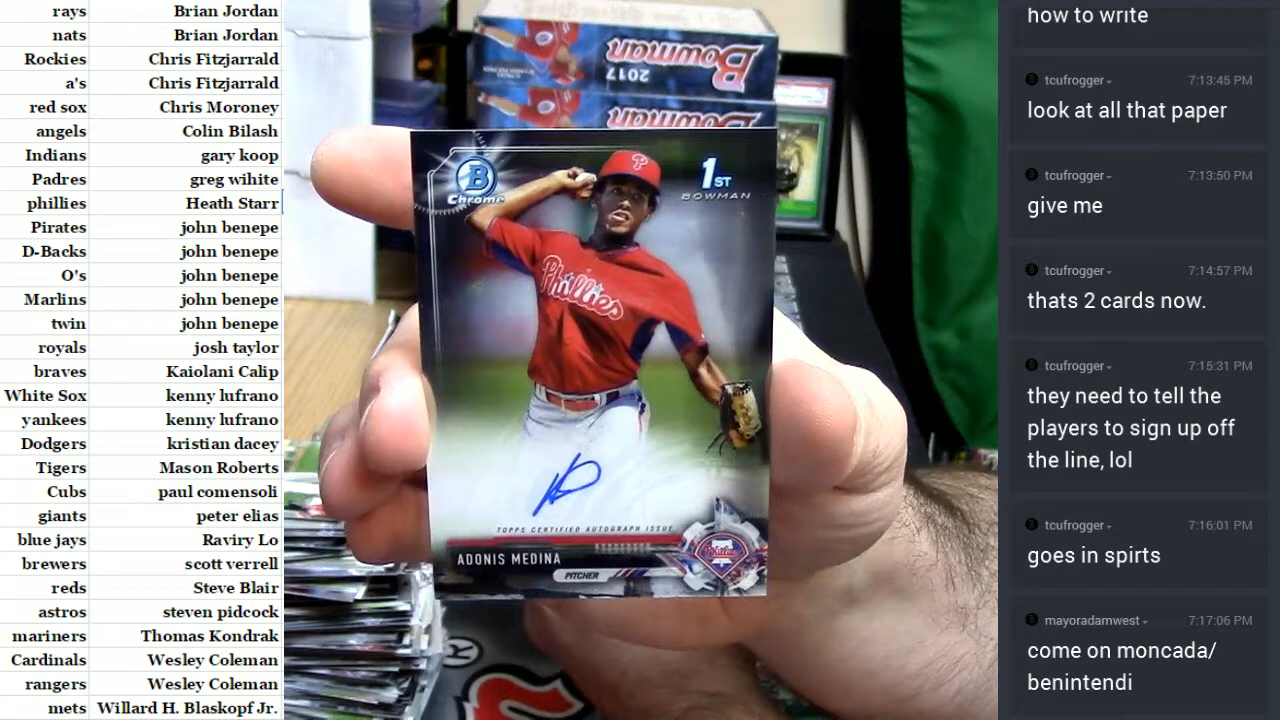 rays Brian Jordan
nats Brian Jordan
Rockies Chris Fitzjarrald
a's Chris Fitzjarrald
red sox Chris Moroney
angels Colin Bilash
Indians gary koop
Padres greg wihite
phillies Heath Starr
Pirates john benepe
D-Backs john benepe
O's john benepe
Marlins john benepe
twin john benepe
royals josh taylor
braves Kaiolani Calip
White Sox kenny lufrano
yankees kenny lufrano
Dodgers kristian dacey
Tigers Mason Roberts
Cubs paul comensoli
giants peter elias
blue jays Raviry Lo
brewers scott verrell
reds Steve Blair
astros steven pidcock
mariners Thomas Kondrak
Cardinals Wesley Coleman
rangers Wesley Coleman
mets Willard H. Blaskopf Jr.
Bowman
2017
Bowman
B
Chrome
1ST
BOWMAN
P
Phillies
TOPPS CERTIFIED AUTOGRAPH ISSUE
ADONIS MEDINA
PITCHER
Phillies
®
how to write
tcufrogger 7:13:45 PM
look at all that paper
tcufrogger 7:13:50 PM
give me
tcufrogger 7:14:57 PM
thats 2 cards now.
tcufrogger 7:15:31 PM
they need to tell the
players to sign up off
the line, lol
tcufrogger 7:16:01 PM
goes in spirts
mayoradamwest 7:17:06 PM
come on moncada/
benintendi